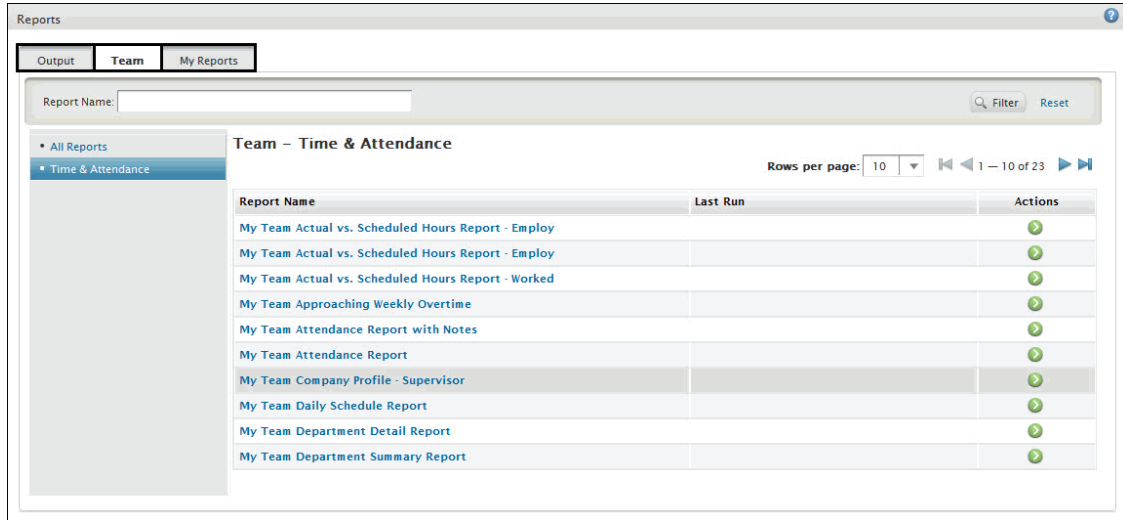 Reports
?
Output Team My Reports
Report Name: Filter Reset
• All Reports
▪ Time & Attendance
Team – Time & Attendance
Rows per page: 10 1 — 10 of 23
Report Name Last Run Actions
My Team Actual vs. Scheduled Hours Report - Employ
My Team Actual vs. Scheduled Hours Report - Employ
My Team Actual vs. Scheduled Hours Report - Worked
My Team Approaching Weekly Overtime
My Team Attendance Report with Notes
My Team Attendance Report
My Team Company Profile - Supervisor
My Team Daily Schedule Report
My Team Department Detail Report
My Team Department Summary Report